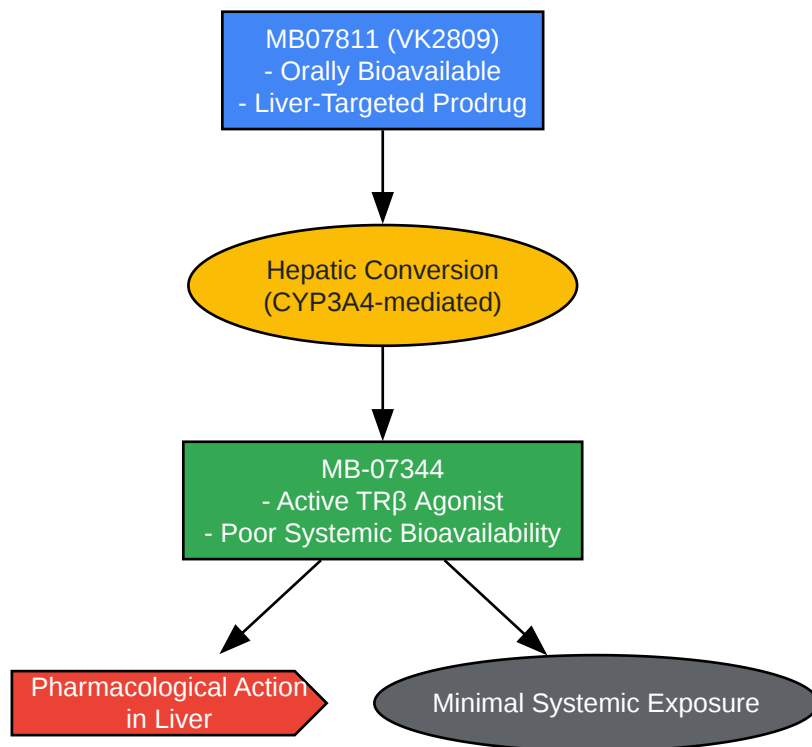 MB07811 (VK2809)
- Orally Bioavailable
- Liver-Targeted Prodrug
Hepatic Conversion
(CYP3A4-mediated)
MB-07344
- Active TRβ Agonist
- Poor Systemic Bioavailability
Pharmacological Action
in Liver
Minimal Systemic Exposure